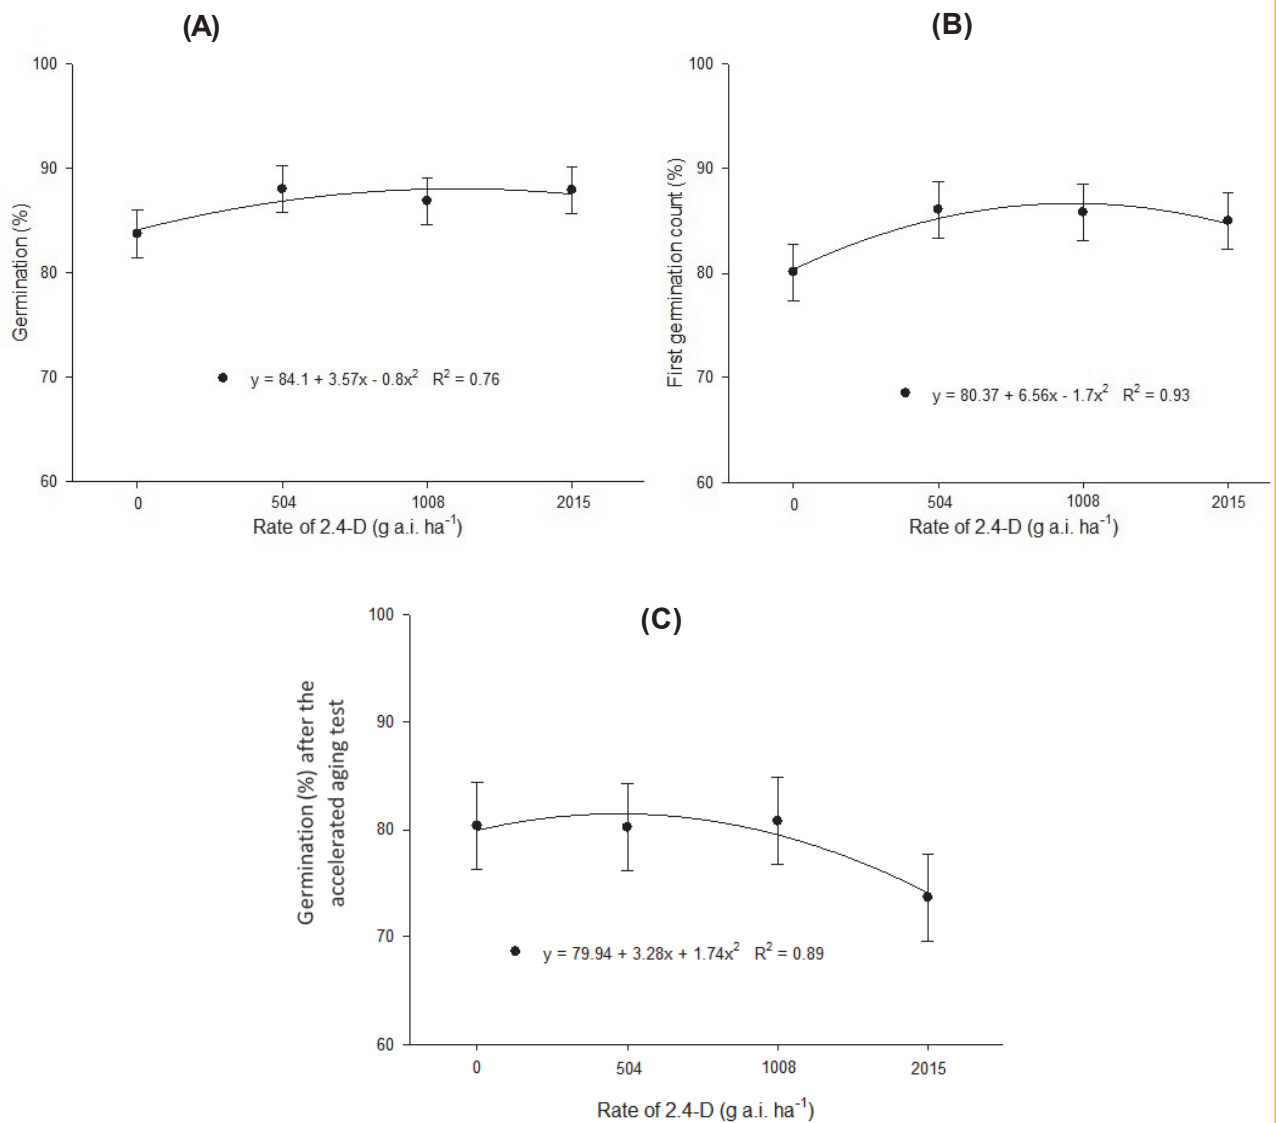 (A)
100
90
80
70
60
Germination (%)
y = 84.1 + 3.57x - 0.8x² R² = 0.76
0 504 1008 2015
Rate of 2.4-D (g a.i. ha⁻¹)
(B)
100
90
80
70
60
First germination count (%)
y = 80.37 + 6.56x - 1.7x² R² = 0.93
0 504 1008 2015
Rate of 2.4-D (g a.i. ha⁻¹)
(C)
100
90
80
70
60
Germination (%) after the
accelerated aging test
y = 79.94 + 3.28x + 1.74x² R² = 0.89
0 504 1008 2015
Rate of 2.4-D (g a.i. ha⁻¹)